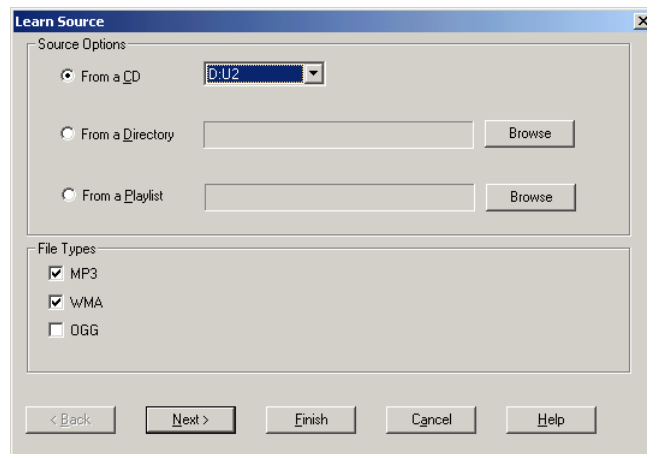 Learn Source
Source Options
From a CD D:U2
From a Directory Browse
From a Playlist Browse
File Types
MP3
WMA
OGG
< Back Next > Finish Cancel Help